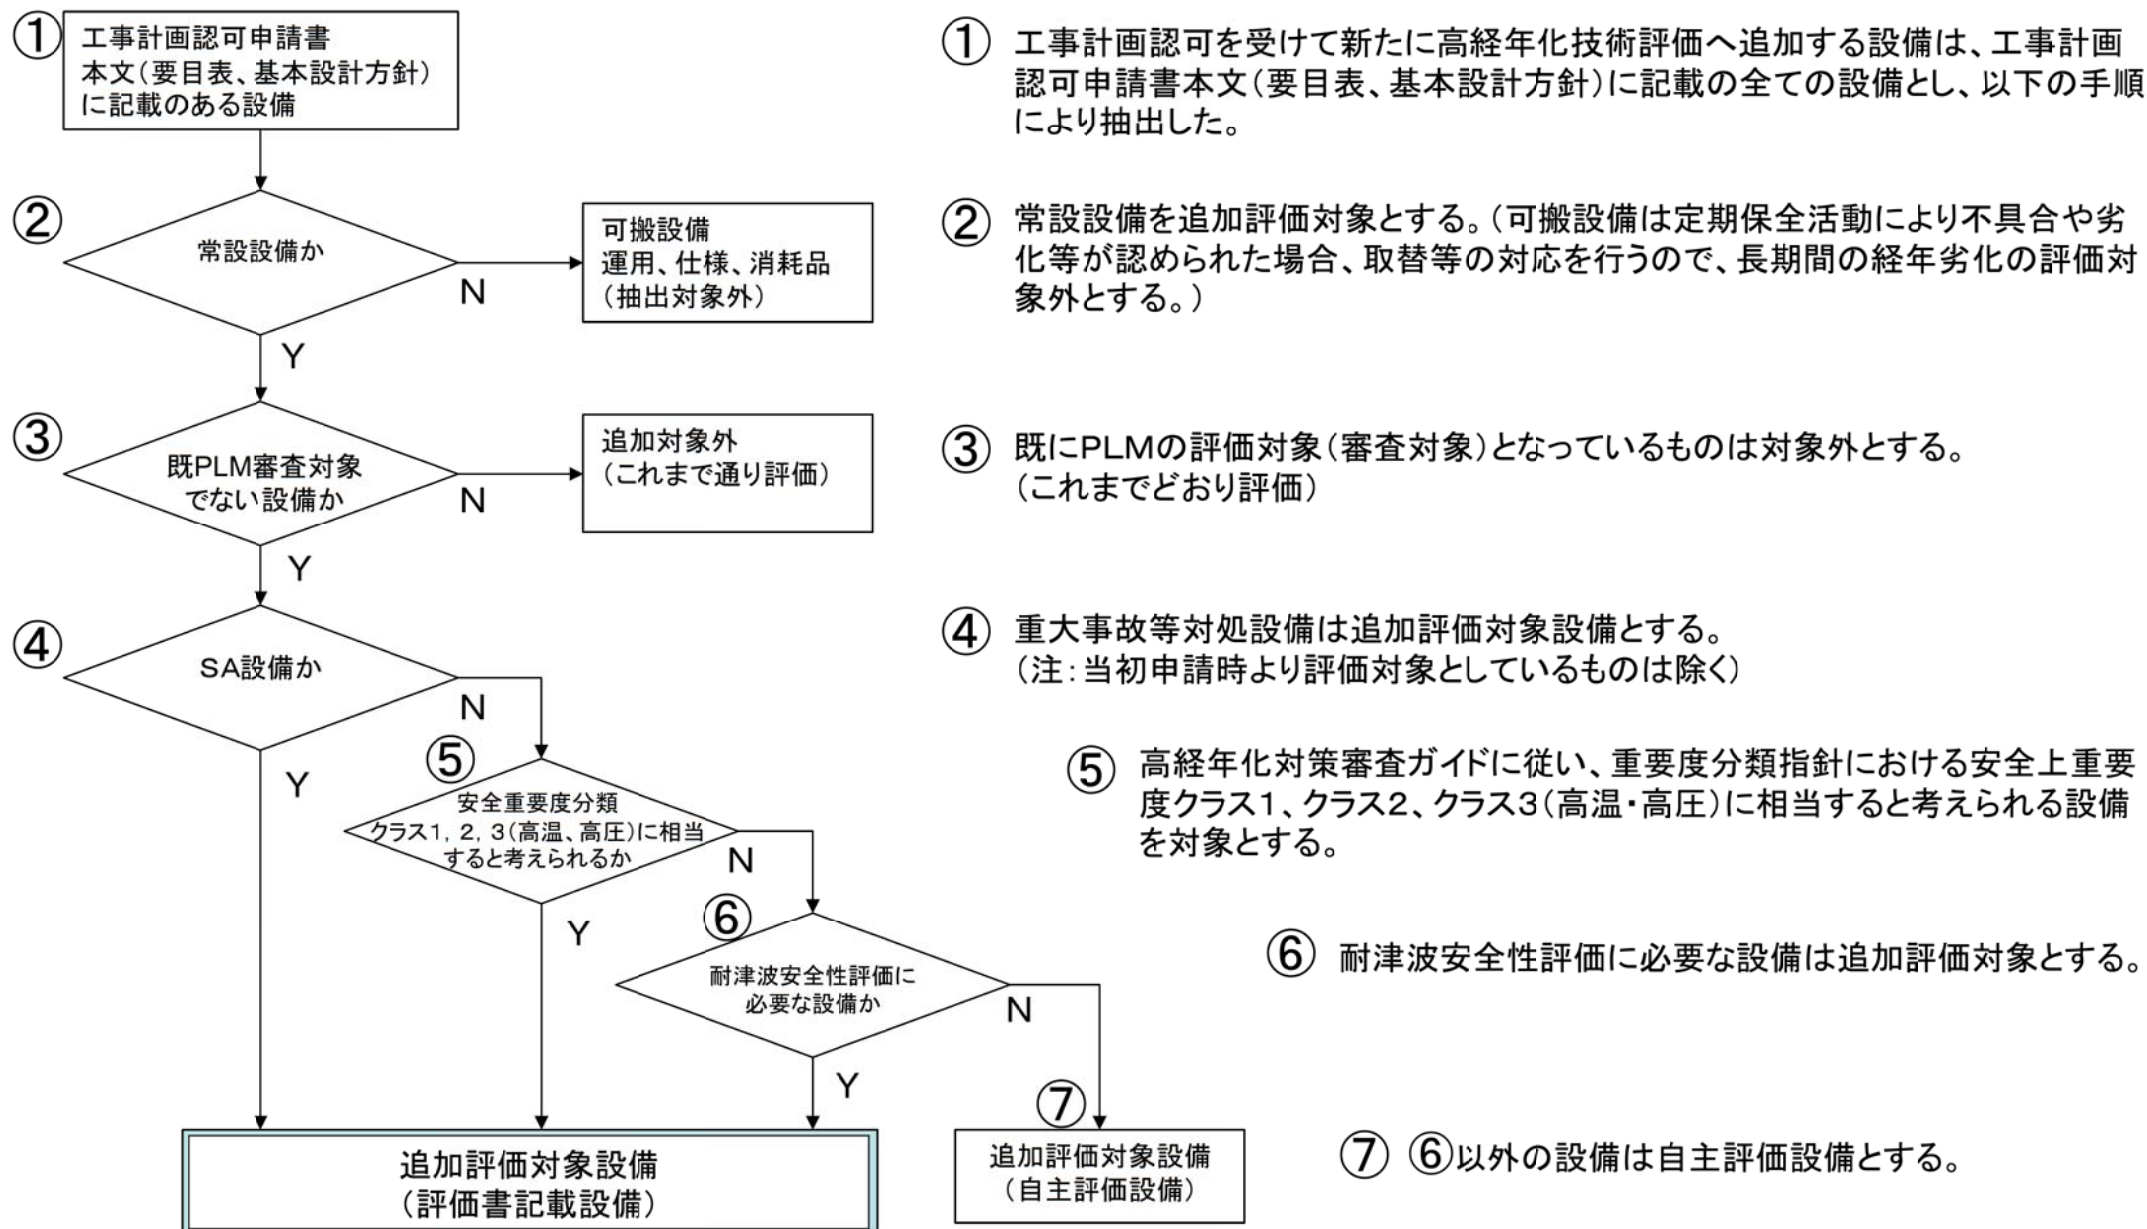 ①
工事計画認可申請書
本文(要目表、基本設計方針)
に記載のある設備
① 工事計画認可を受けて新たに高経年化技術評価へ追加する設備は、工事計画
認可申請書本文(要目表、基本設計方針)に記載の全ての設備とし、以下の手順
により抽出した。
②
常設設備か
N
Y
可搬設備
運用、仕様、消耗品
(抽出対象外)
② 常設設備を追加評価対象とする。(可搬設備は定期保全活動により不具合や劣
化等が認められた場合、取替等の対応を行うので、長期間の経年劣化の評価対
象外とする。)
③
既PLM審査対象
でない設備か
N
Y
追加対象外
(これまで通り評価)
③ 既にPLMの評価対象(審査対象)となっているものは対象外とする。
(これまでどおり評価)
④
SA設備か
N
Y
④ 重大事故等対処設備は追加評価対象設備とする。
(注:当初申請時より評価対象としているものは除く)
⑤
安全重要度分類
クラス1, 2, 3(高温、高圧)に相当
すると考えられるか
N
Y
⑤ 高経年化対策審査ガイドに従い、重要度分類指針における安全上重要
度クラス1、クラス2、クラス3(高温・高圧)に相当すると考えられる設備
を対象とする。
⑥
耐津波安全性評価に
必要な設備か
N
Y
⑥ 耐津波安全性評価に必要な設備は追加評価対象とする。
追加評価対象設備
(評価書記載設備)
⑦
追加評価対象設備
(自主評価設備)
⑦ ⑥以外の設備は自主評価設備とする。